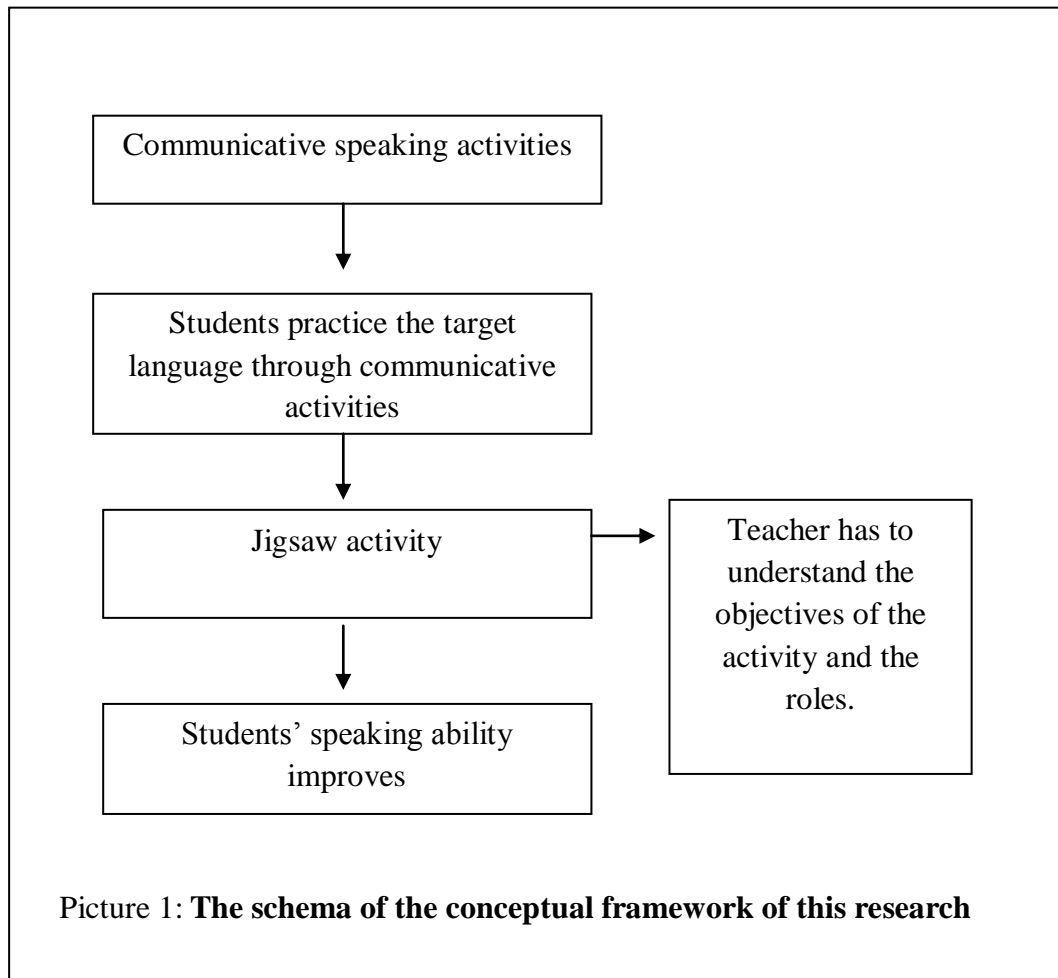 Communicative speaking activities
Students practice the target
language through communicative
activities
Jigsaw activity
Teacher has to
understand the
objectives of the
activity and the
roles.
Students’ speaking ability
improves
Picture 1: The schema of the conceptual framework of this research